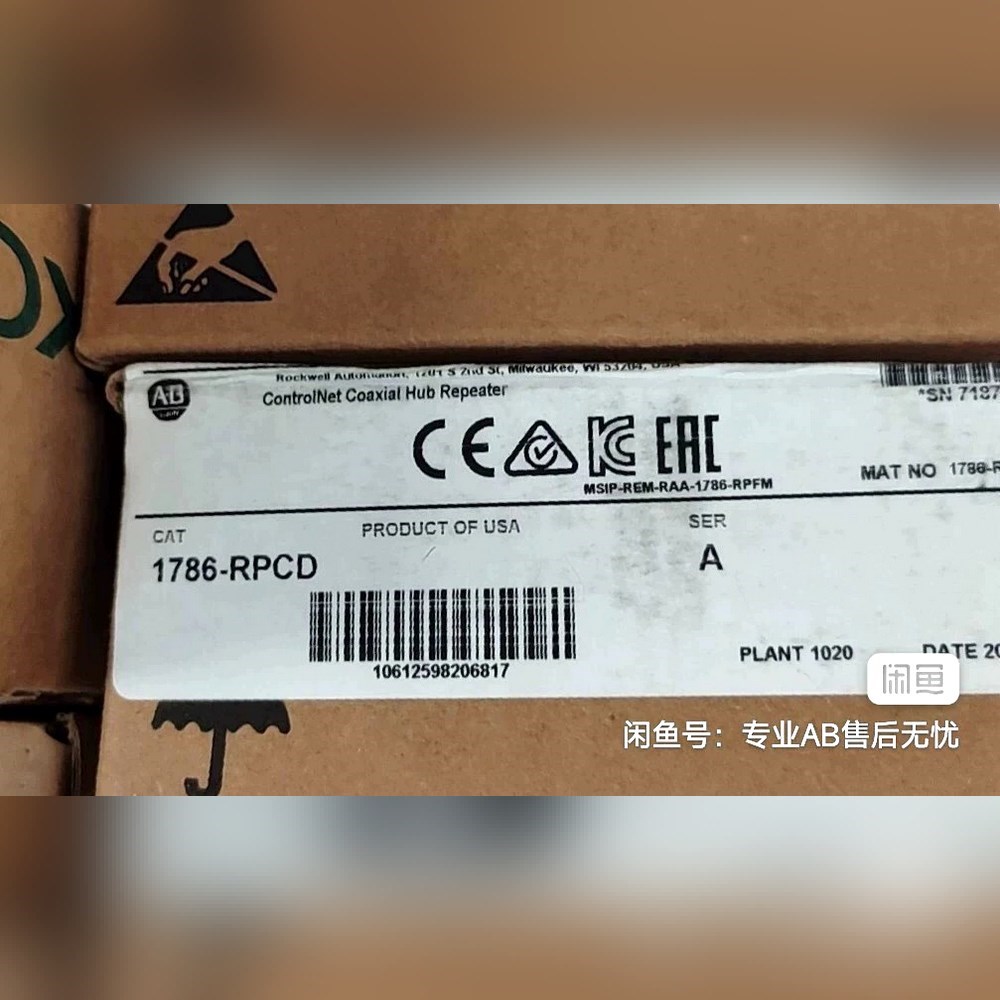 Rockwell Automation, 1201 S 2nd St, Milwaukee, WI 53204, USA
AB
ControlNet Coaxial Hub Repeater
*SN 7187
CE
KC
EAC
MSIP-REM-RAA-1786-RPFM
MAT NO 1786-R
CAT
PRODUCT OF USA
SER
1786-RPCD
A
10612598206817
PLANT 1020
DATE 20
闲鱼
闲鱼号：专业AB售后无忧